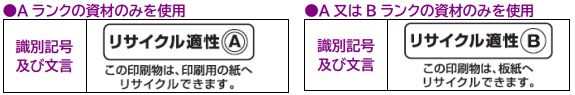 ●Aランクの資材のみを使用
識別記号
及び文言
リサイクル適性Ⓐ
この印刷物は、印刷用の紙へ
リサイクルできます。
●A又はBランクの資材のみを使用
識別記号
及び文言
リサイクル適性Ⓑ
この印刷物は、板紙へ
リサイクルできます。